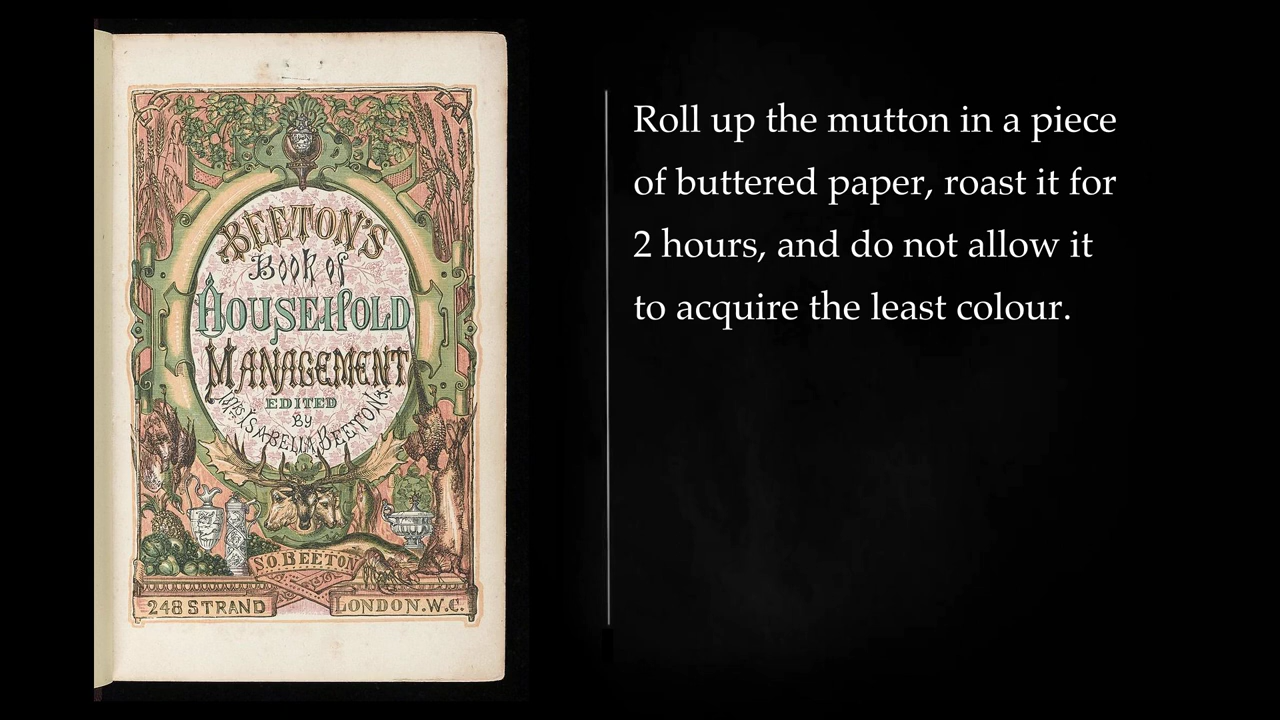 BEETON'S
Book of
HOUSEHOLD
MANAGEMENT
EDITED
BY
MRS ISABELLA BEETON
S.O. BEETON
248 STRAND
LONDON. W.C.
Roll up the mutton in a piece
of buttered paper, roast it for
2 hours, and do not allow it
to acquire the least colour.